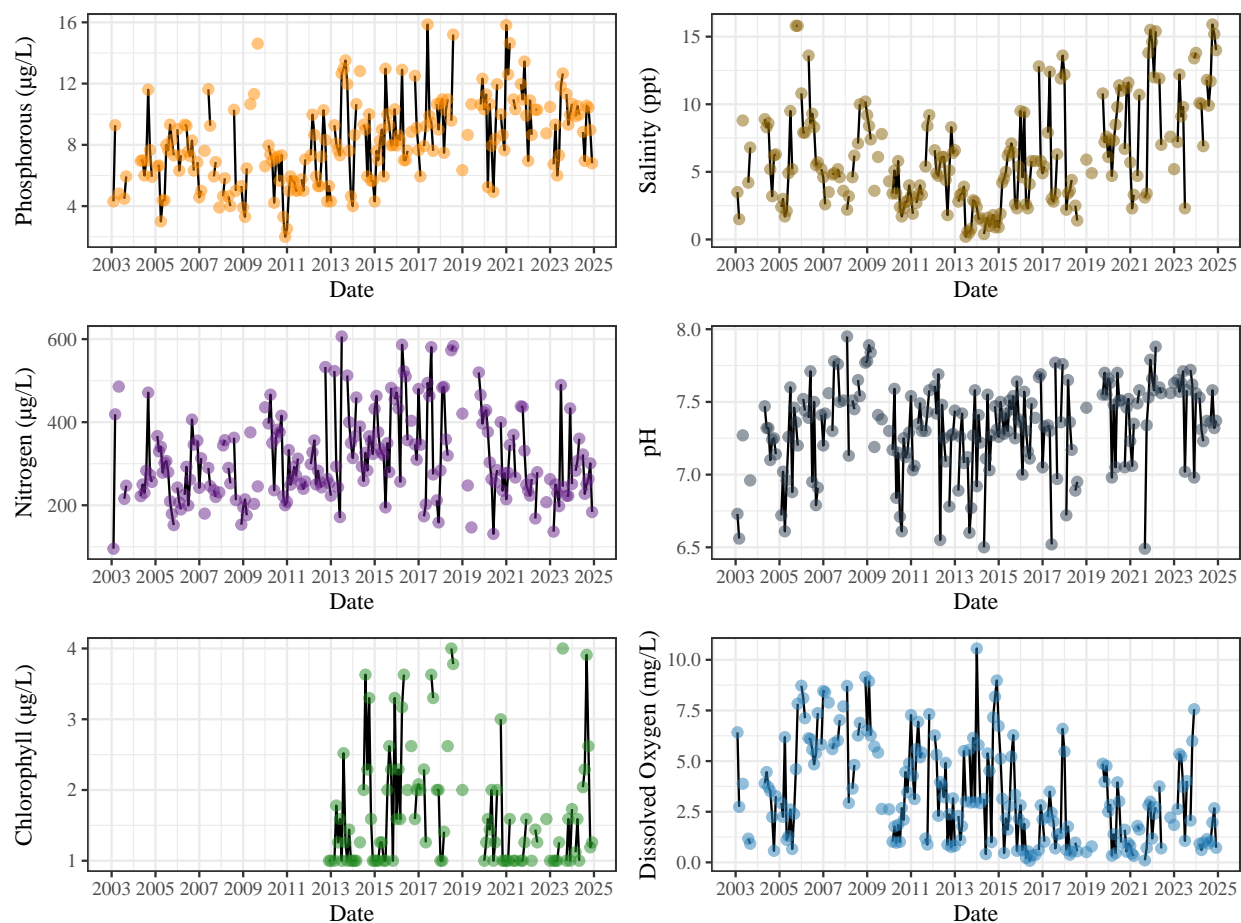 Phosphorous (µg/L)
16
12
8
4
2003 2005 2007 2009 2011 2013 2015 2017 2019 2021 2023 2025
Date
Salinity (ppt)
15
10
5
0
2003 2005 2007 2009 2011 2013 2015 2017 2019 2021 2023 2025
Date
Nitrogen (µg/L)
600
400
200
2003 2005 2007 2009 2011 2013 2015 2017 2019 2021 2023 2025
Date
pH
8.0
7.5
7.0
6.5
2003 2005 2007 2009 2011 2013 2015 2017 2019 2021 2023 2025
Date
Chlorophyll (µg/L)
4
3
2
1
2003 2005 2007 2009 2011 2013 2015 2017 2019 2021 2023 2025
Date
Dissolved Oxygen (mg/L)
10.0
7.5
5.0
2.5
0.0
2003 2005 2007 2009 2011 2013 2015 2017 2019 2021 2023 2025
Date